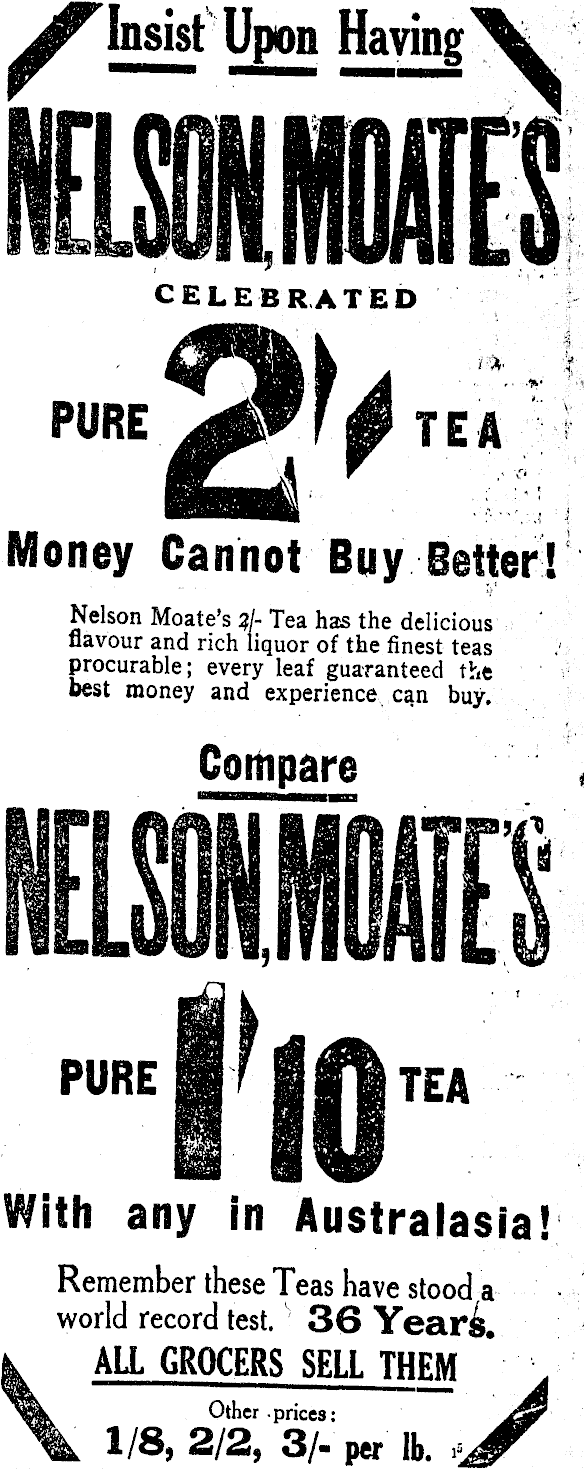 Insist Upon Having
NELSON, MOATE'S
CELEBRATED
PURE 2'/- TEA
Money Cannot Buy Better!
Nelson Moate's 2/- Tea has the delicious
flavour and rich liquor of the finest teas
procurable; every leaf guaranteed the
best money and experience can buy.
Compare
NELSON, MOATE'S
PURE 1'10 TEA
With any in Australasia!
Remember these Teas have stood a
world record test. 36 Years.
ALL GROCERS SELL THEM
Other prices:
1/8, 2/2, 3/- per lb. 15